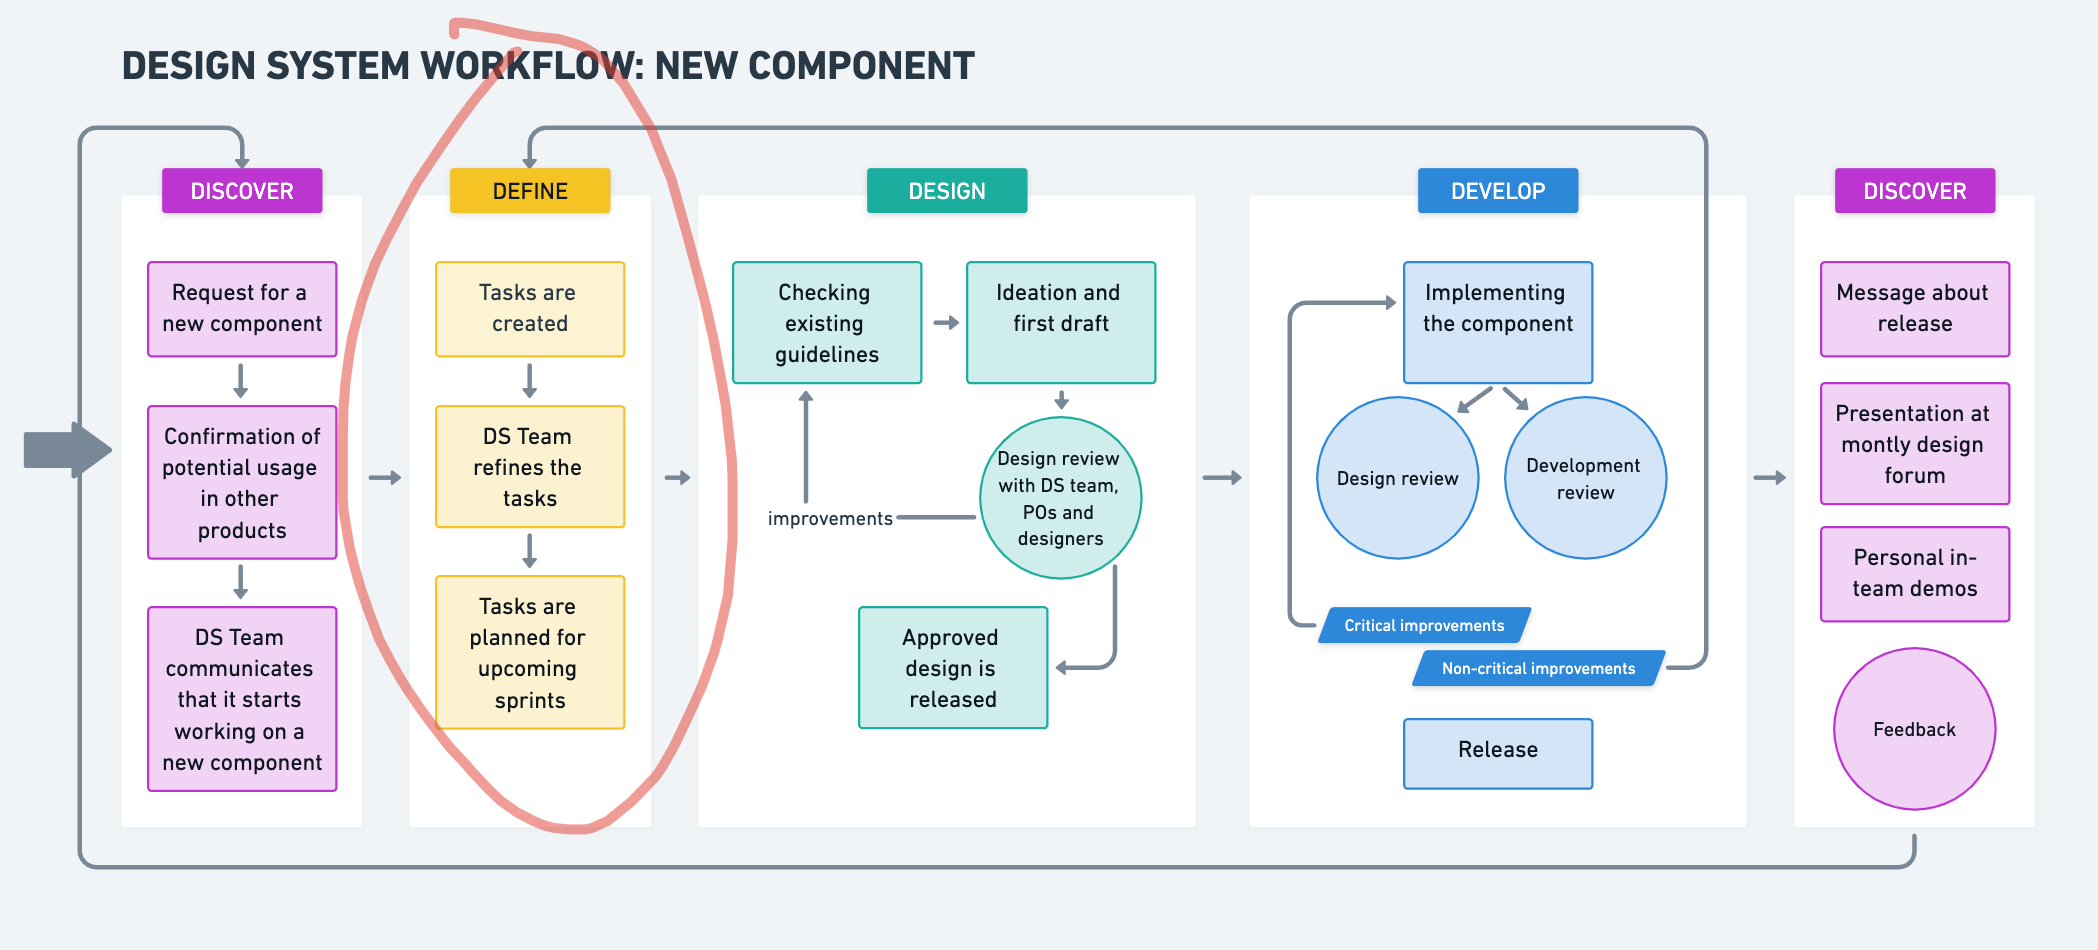 DESIGN SYSTEM WORKFLOW: NEW COMPONENT
DISCOVER
Request for a
new component
Confirmation of
potential usage
in other
products
DS Team
communicates
that it starts
working on a
new component
DEFINE
Tasks are
created
DS Team
refines the
tasks
Tasks are
planned for
upcoming
sprints
DESIGN
Checking
existing
guidelines
Ideation and
first draft
Design review
with DS team,
POs and
designers
improvements
Approved
design is
released
DEVELOP
Implementing
the component
Design review
Development
review
Critical improvements
Non-critical improvements
Release
DISCOVER
Message about
release
Presentation at
montly design
forum
Personal in-
team demos
Feedback